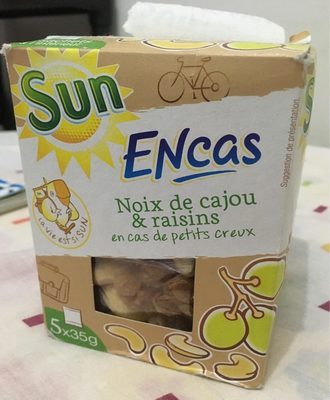 Sun
ENcas
Noix de cajou
& raisins
en cas de petits creux
la vie est si SUN
5x35g
Suggestion de présentation.